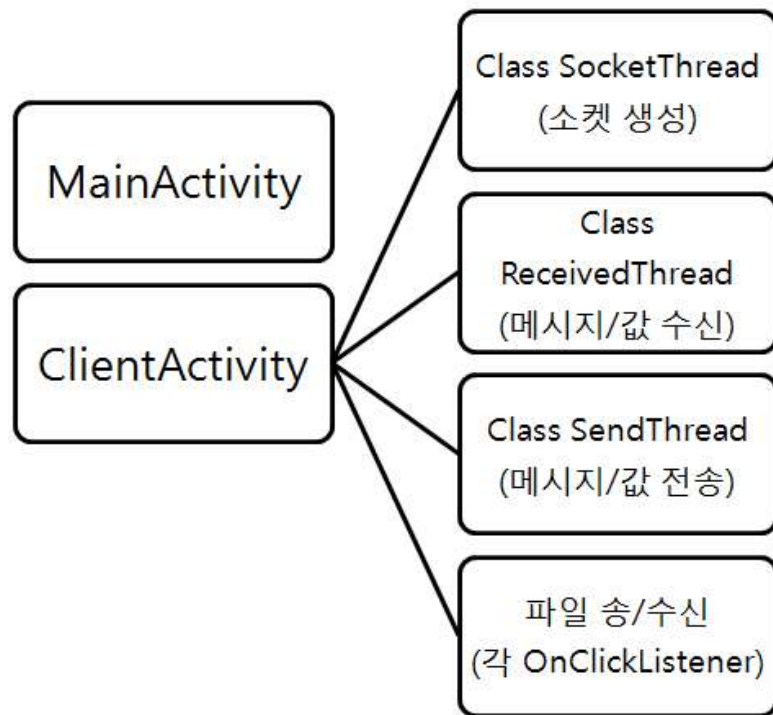 MainActivity
ClientActivity
Class SocketThread
(소켓 생성)
Class
ReceivedThread
(메시지/값 수신)
Class SendThread
(메시지/값 전송)
파일 송/수신
(각 OnClickListener)